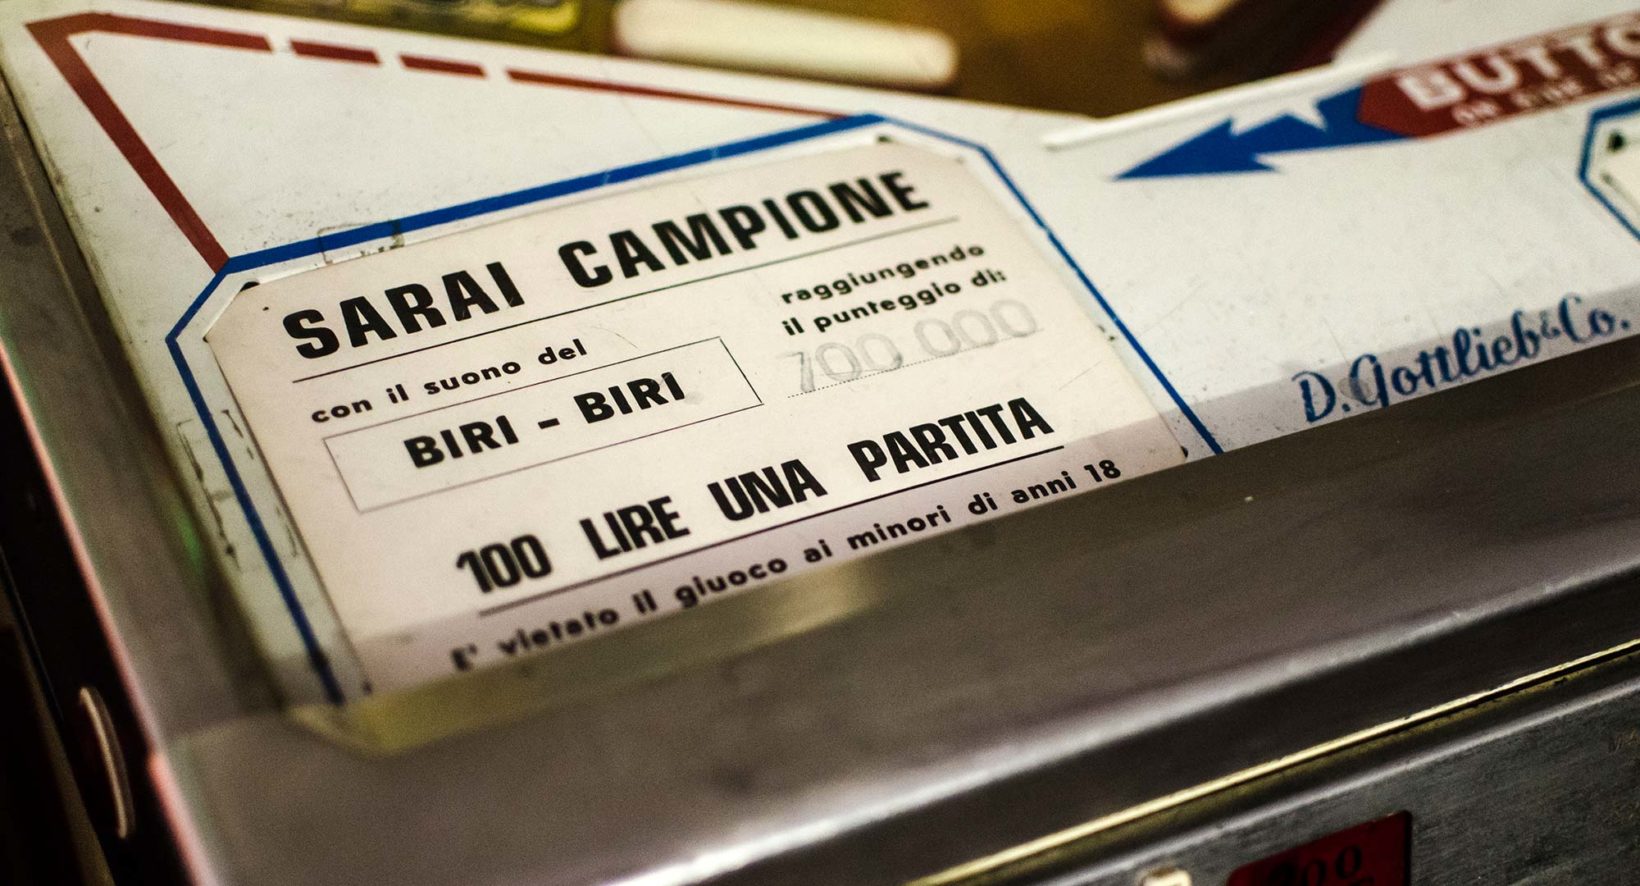 SARAI CAMPIONE
con il suono del
BIRI - BIRI
raggiungendo
il punteggio di:
700 000
100 LIRE UNA PARTITA
E' vietato il giuoco ai minori di anni 18
D. Gottlieb & Co.